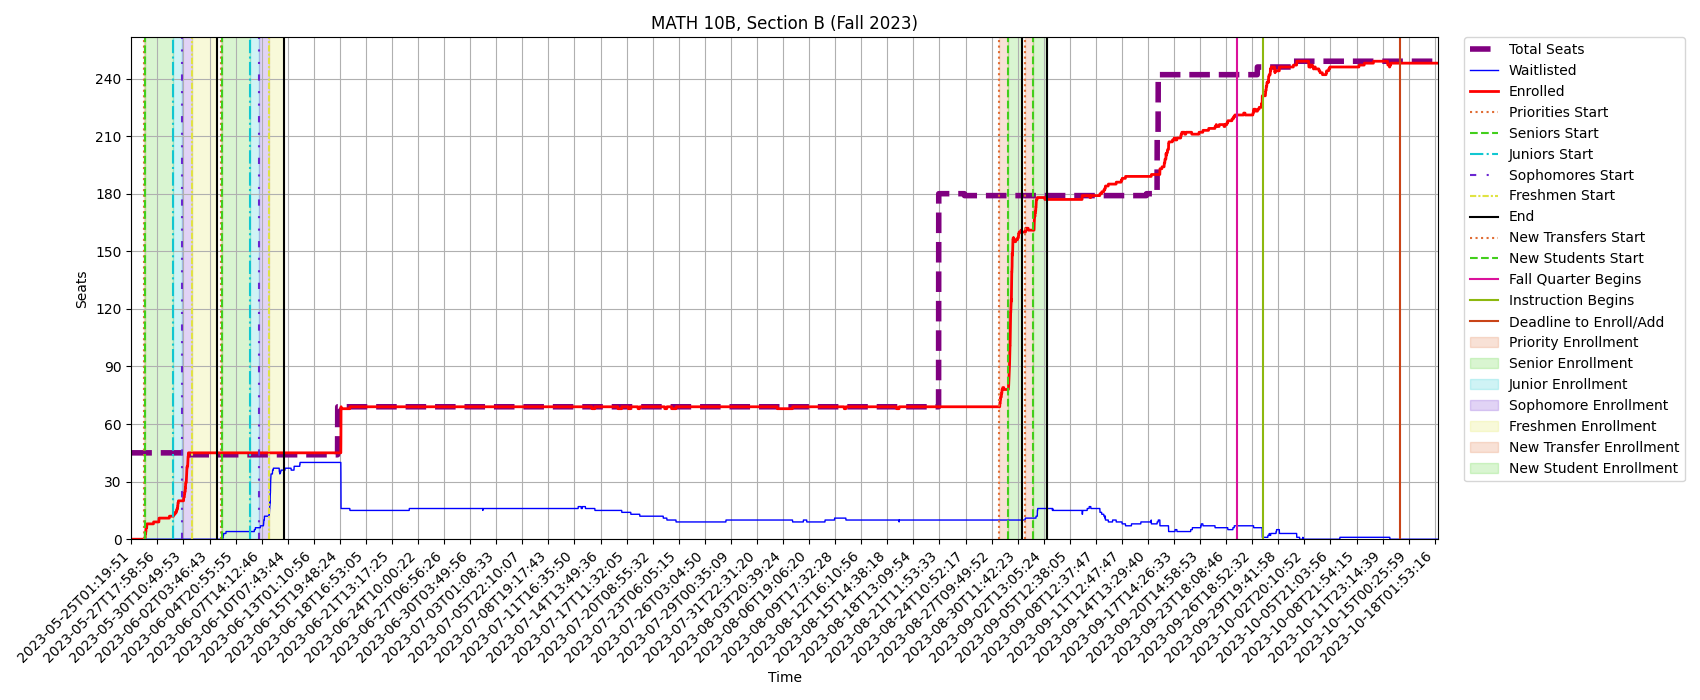 MATH 10B, Section B (Fall 2023)
Seats
240
210
180
150
120
90
60
30
0
2023-05-25T01:19:51
2023-05-27T17:58:56
2023-05-30T10:49:53
2023-06-02T03:46:43
2023-06-04T20:55:55
2023-06-07T14:12:46
2023-06-10T07:43:44
2023-06-13T01:10:56
2023-06-15T19:48:24
2023-06-18T16:53:05
2023-06-21T13:17:25
2023-06-24T10:00:22
2023-06-27T06:56:26
2023-06-30T03:49:56
2023-07-03T01:08:33
2023-07-05T22:10:07
2023-07-08T19:17:43
2023-07-11T16:35:50
2023-07-14T13:49:36
2023-07-17T11:32:05
2023-07-20T08:55:32
2023-07-23T06:05:15
2023-07-26T03:04:50
2023-07-29T00:35:09
2023-07-31T22:31:20
2023-08-03T20:39:24
2023-08-06T19:06:20
2023-08-09T17:32:28
2023-08-12T16:10:56
2023-08-15T14:38:18
2023-08-18T13:09:54
2023-08-21T11:53:33
2023-08-24T10:52:17
2023-08-27T09:49:52
2023-08-30T11:42:23
2023-09-02T13:05:24
2023-09-05T12:38:05
2023-09-08T12:37:47
2023-09-11T12:47:47
2023-09-14T13:29:40
2023-09-17T14:26:33
2023-09-20T14:58:53
2023-09-23T18:08:46
2023-09-26T18:52:32
2023-09-29T19:41:58
2023-10-02T20:10:52
2023-10-05T21:03:56
2023-10-08T21:54:15
2023-10-11T23:14:39
2023-10-15T00:25:59
2023-10-18T01:53:16
Time
Total Seats
Waitlisted
Enrolled
Priorities Start
Seniors Start
Juniors Start
Sophomores Start
Freshmen Start
End
New Transfers Start
New Students Start
Fall Quarter Begins
Instruction Begins
Deadline to Enroll/Add
Priority Enrollment
Senior Enrollment
Junior Enrollment
Sophomore Enrollment
Freshmen Enrollment
New Transfer Enrollment
New Student Enrollment